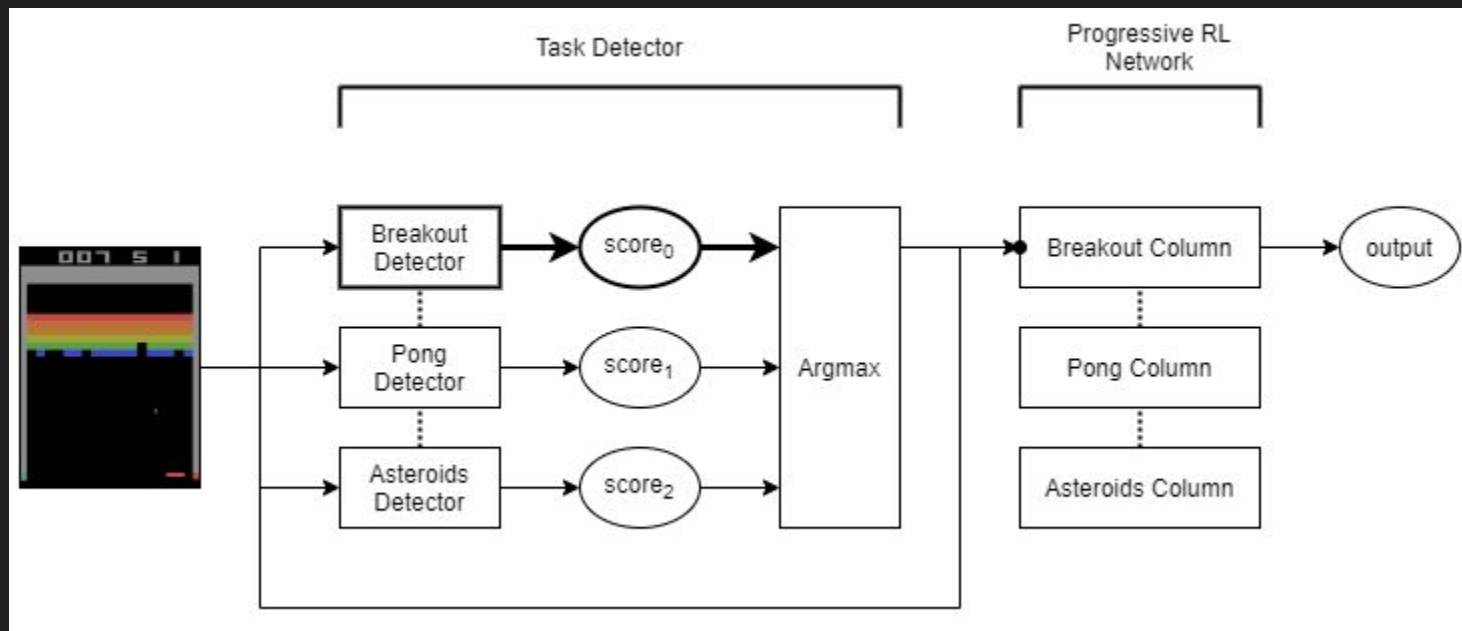 Task Detector
Progressive RL
Network
007 5 1
Breakout
Detector
score0
Breakout Column
output
Pong
Detector
score1
Argmax
Pong Column
Asteroids
Detector
score2
Asteroids Column